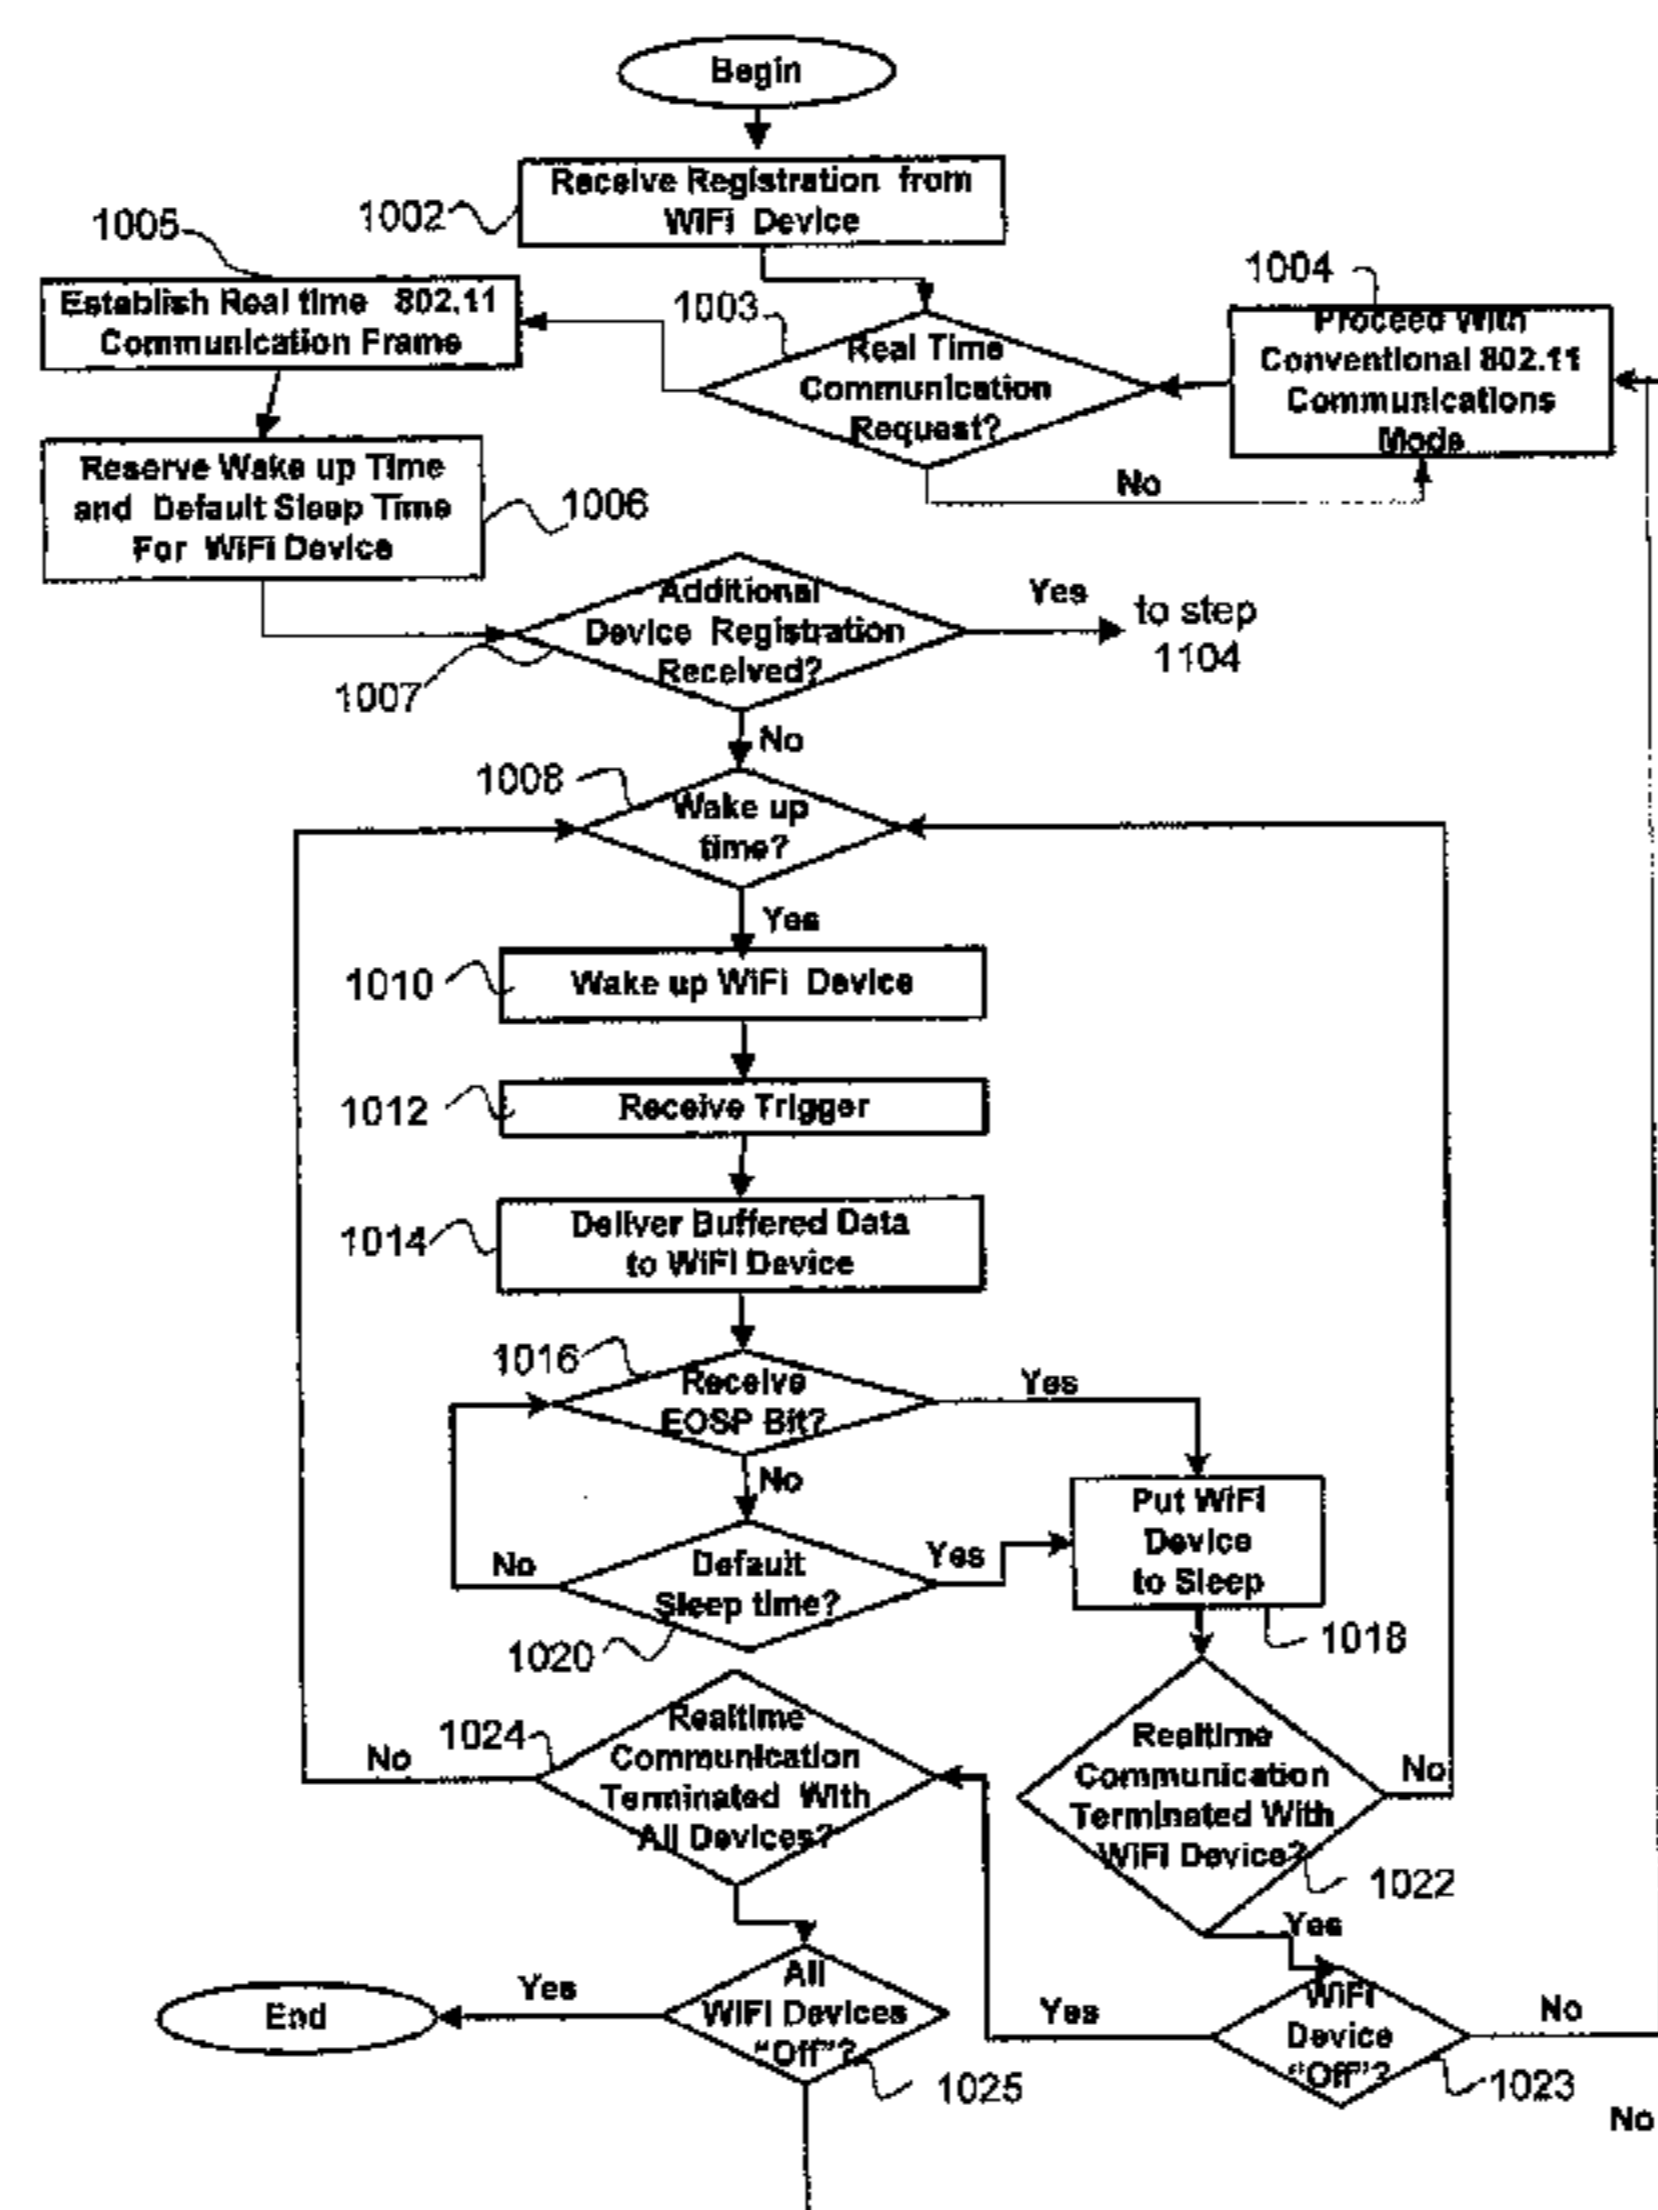 Begin
Receive Registration from
WiFi Device
1002
1005
Establish Real time 802.11
Communication Frame
1003
Real Time
Communication
Request?
1004
Proceed With
Conventional 802.11
Communications
Mode
No
Reserve Wake up Time
and Default Sleep Time
For WiFi Device
1006
Additional
Device Registration
Received?
1007
Yes
to step
1104
No
1008
Wake up
time?
Yes
1010
Wake up WiFi Device
1012
Receive Trigger
1014
Deliver Buffered Data
to WiFi Device
1016
Receive
EOSP Bit?
Yes
No
Put WiFi
Device
to Sleep
1018
No
Default
Sleep time?
Yes
1020
1024
Realtime
Communication
Terminated With
All Devices?
No
Realtime
Communication
Terminated With
WiFi Device?
No
1022
Yes
All
WiFi Devices
"Off"?
1025
Yes
End
WiFi
Device
"Off"?
1023
Yes
No
No